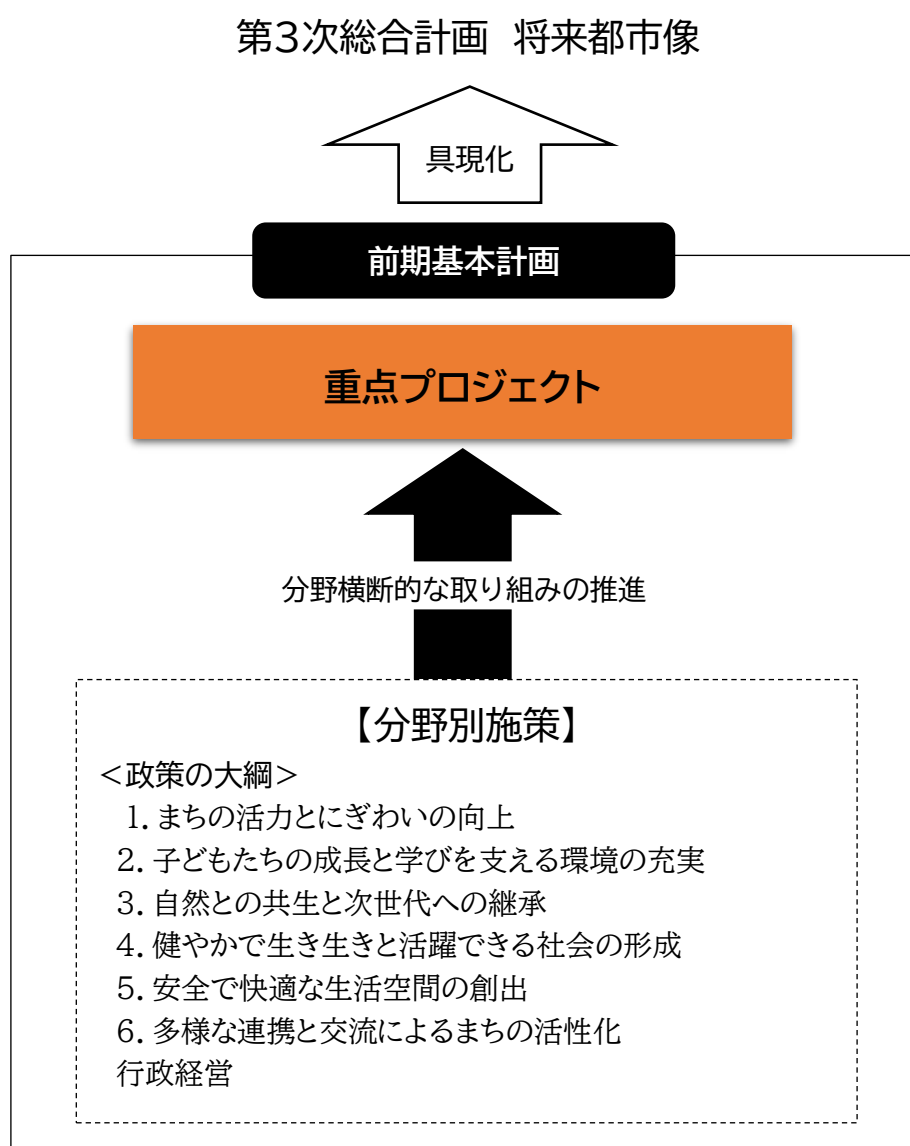 第3次総合計画 将来都市像
具現化
前期基本計画
重点プロジェクト
分野横断的な取り組みの推進
【分野別施策】
＜政策の大綱＞
1．まちの活力とにぎわいの向上
2．子どもたちの成長と学びを支える環境の充実
3．自然との共生と次世代への継承
4．健やかで生き生きと活躍できる社会の形成
5．安全で快適な生活空間の創出
6．多様な連携と交流によるまちの活性化
行政経営